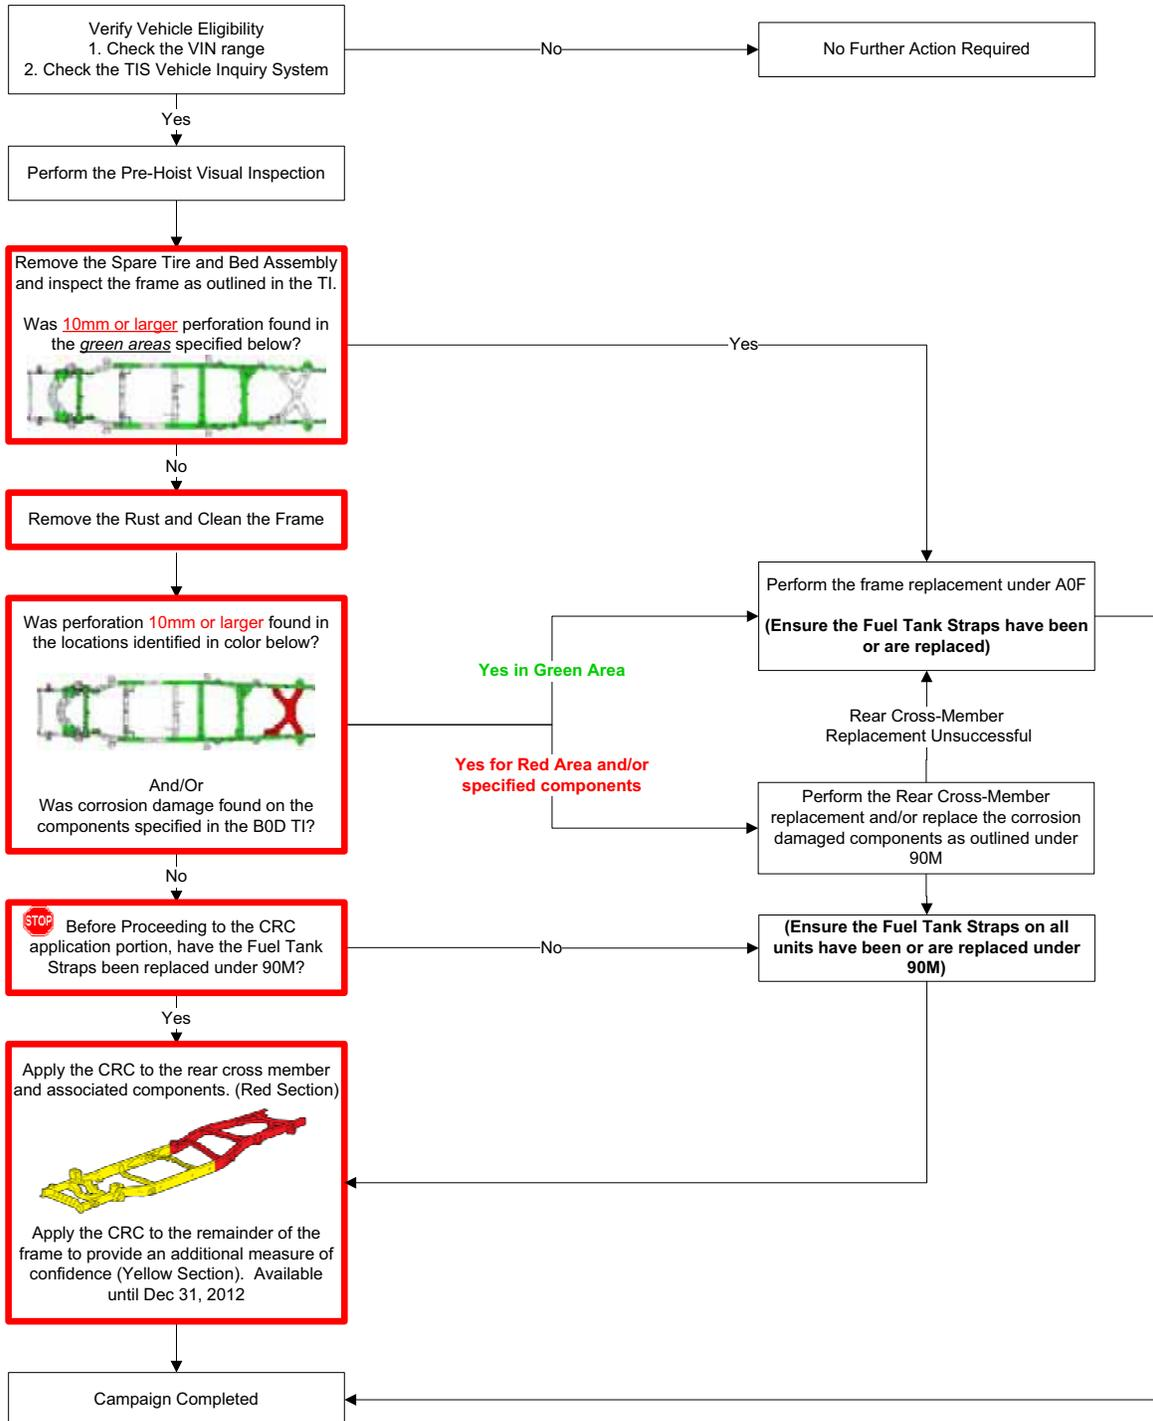 Verify Vehicle Eligibility
1. Check the VIN range
2. Check the TIS Vehicle Inquiry System
No
No Further Action Required
Yes
Perform the Pre-Hoist Visual Inspection
Remove the Spare Tire and Bed Assembly
and inspect the frame as outlined in the TI.
Was 10mm or larger perforation found in
the green areas specified below?
Yes
No
Remove the Rust and Clean the Frame
Was perforation 10mm or larger found in
the locations identified in color below?
And/Or
Was corrosion damage found on the
components specified in the B0D TI?
Yes in Green Area
Yes for Red Area and/or
specified components
Perform the frame replacement under A0F
(Ensure the Fuel Tank Straps have been
or are replaced)
Rear Cross-Member
Replacement Unsuccessful
Perform the Rear Cross-Member
replacement and/or replace the corrosion
damaged components as outlined under
90M
No
STOP
Before Proceeding to the CRC
application portion, have the Fuel Tank
Straps been replaced under 90M?
No
(Ensure the Fuel Tank Straps on all
units have been or are replaced under
90M)
Yes
Apply the CRC to the rear cross member
and associated components. (Red Section)
Apply the CRC to the remainder of the
frame to provide an additional measure of
confidence (Yellow Section). Available
until Dec 31, 2012
Campaign Completed